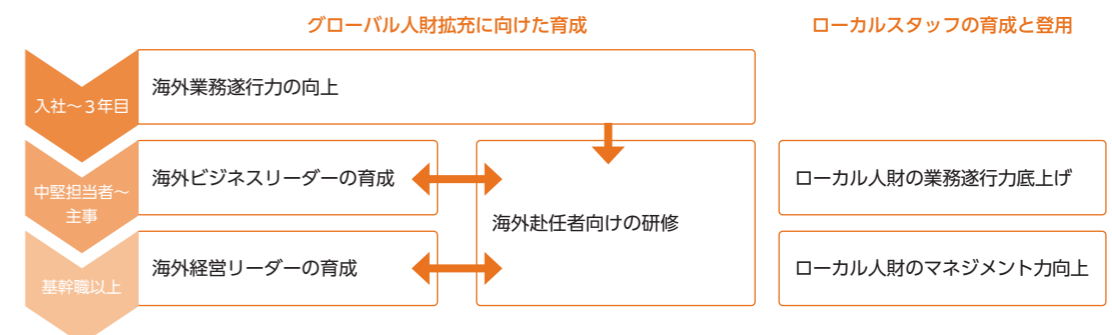 グローバル人財拡充に向けた育成
ローカルスタッフの育成と登用
入社～３年目
海外業務遂行力の向上
中堅担当者～
主事
海外ビジネスリーダーの育成
海外赴任者向けの研修
ローカル人財の業務遂行力底上げ
基幹職以上
海外経営リーダーの育成
ローカル人財のマネジメント力向上